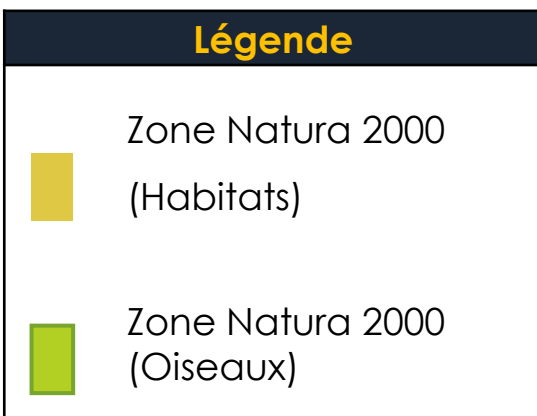 Légende
Zone Natura 2000
(Habitats)
Zone Natura 2000
(Oiseaux)